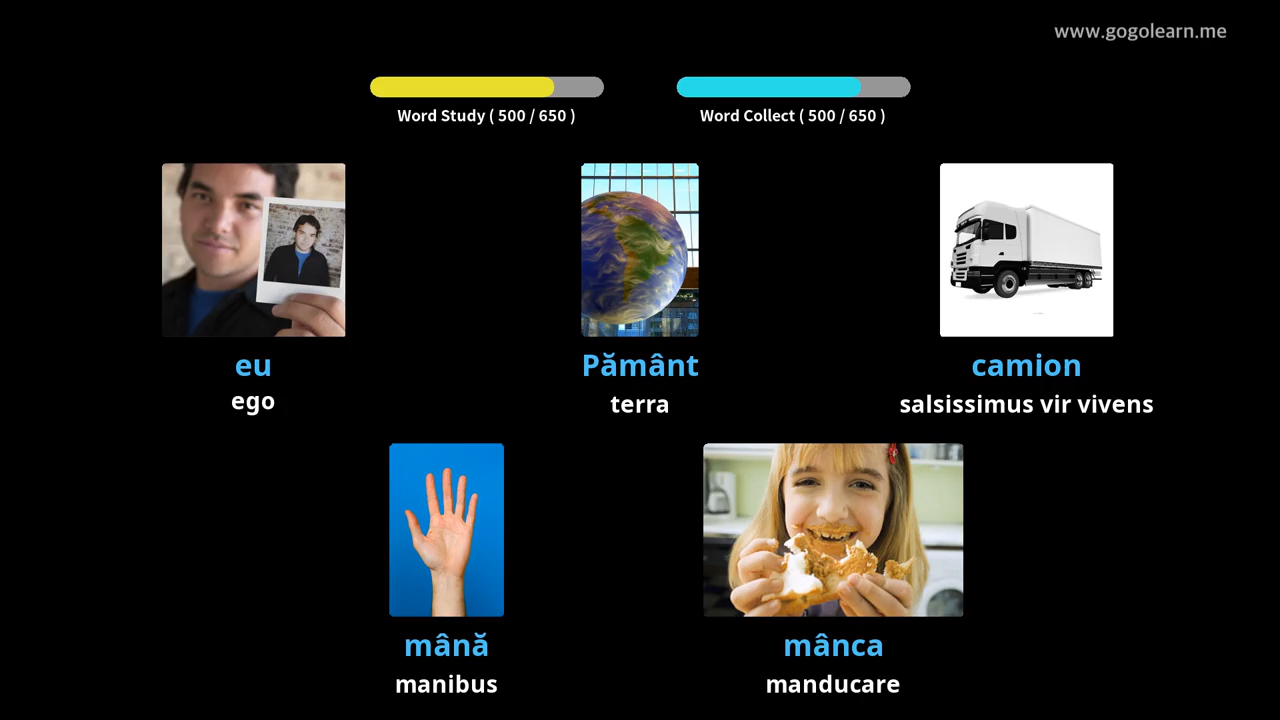 www.gogolearn.me
Word Study ( 500 / 650 )
Word Collect ( 500 / 650 )
eu
ego
Pământ
terra
camion
salsissimus vir vivens
mână
manibus
mânca
manducare